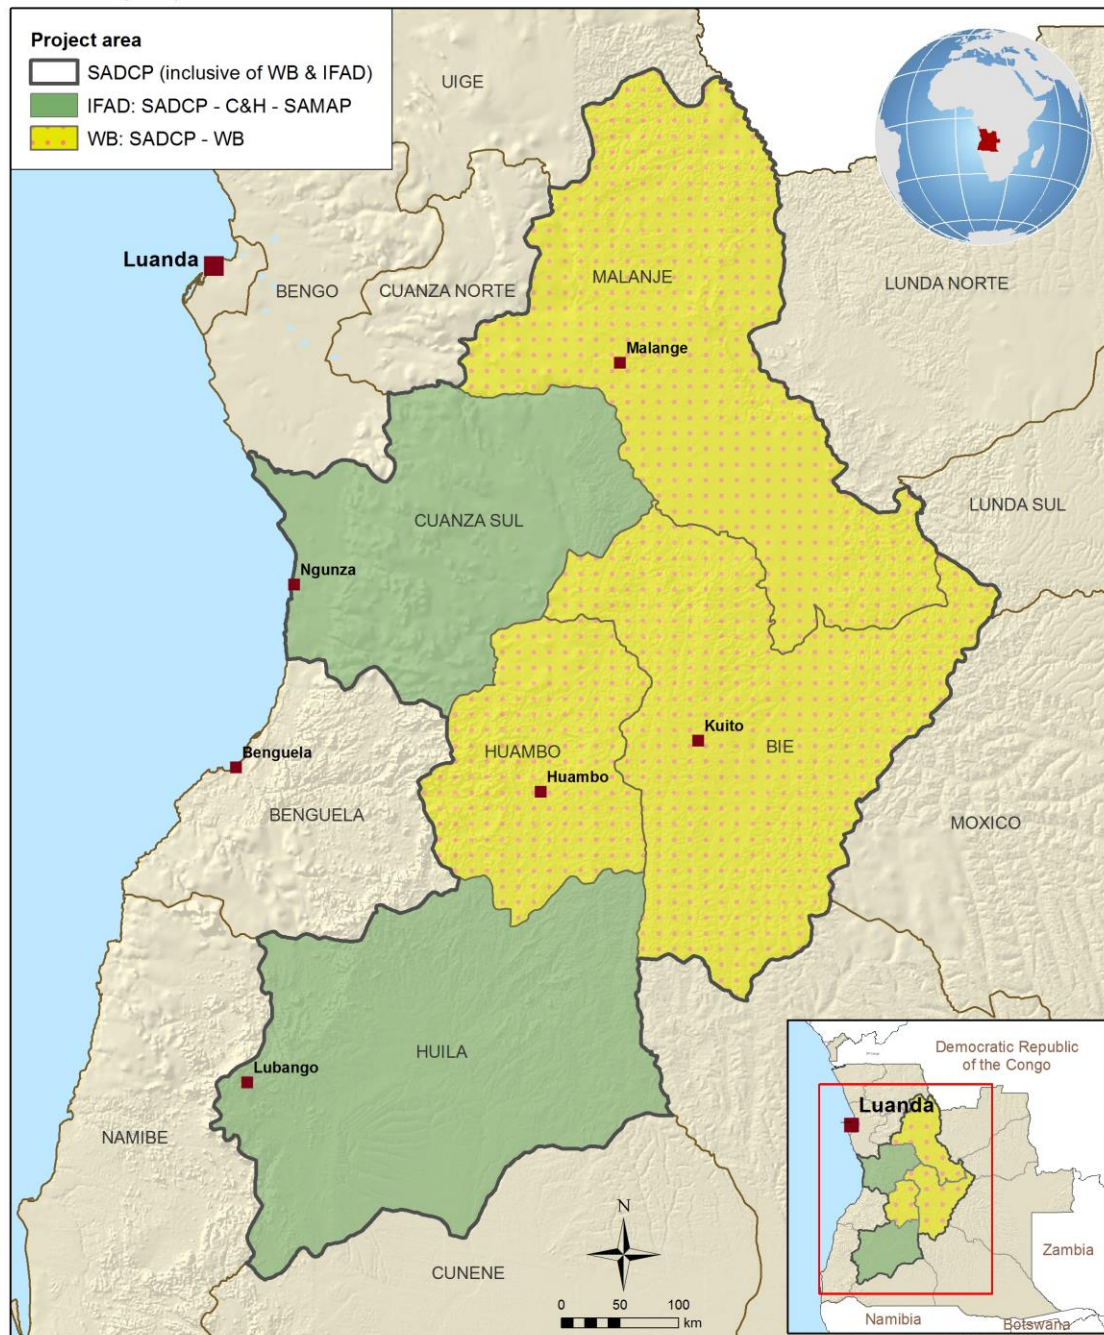 Project area
SADCP (inclusive of WB & IFAD)
IFAD: SADCP - C&H - SAMAP
WB: SADCP - WB
UIGE
Luanda
BENGO
CUANZA NORTE
MALANJE
LUNDA NORTE
Malange
CUANZA SUL
LUNDA SUL
Ngunza
Kuito
HUAMBO
BIE
Benguela
Huambo
BENGUELA
MOXICO
HUILA
Lubango
NAMIBE
N
CUNENE
0 50 100
km
Democratic Republic
of the Congo
Luanda
Zambia
Namibia
Botswana